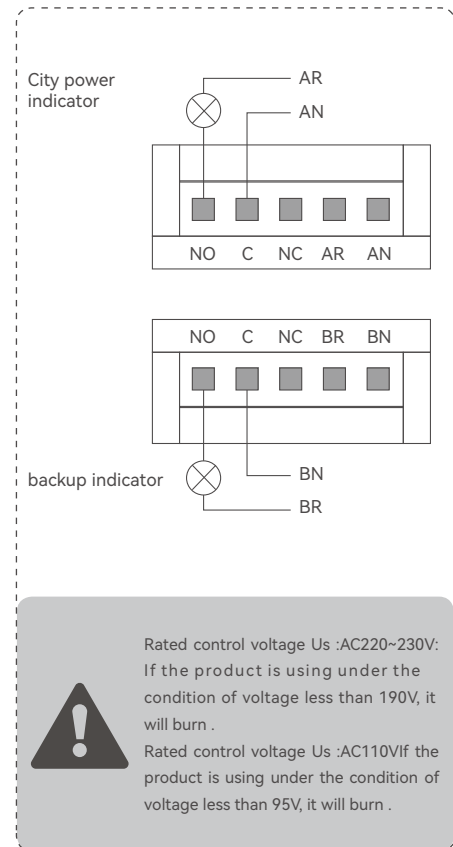 City power
indicator
AR
AN
NO C NC AR AN
NO C NC BR BN
backup indicator
BN
BR
Rated control voltage Us :AC220~230V:
If the product is using under the
condition of voltage less than 190V, it
will burn .
Rated control voltage Us :AC110VIf the
product is using under the condition of
voltage less than 95V, it will burn .